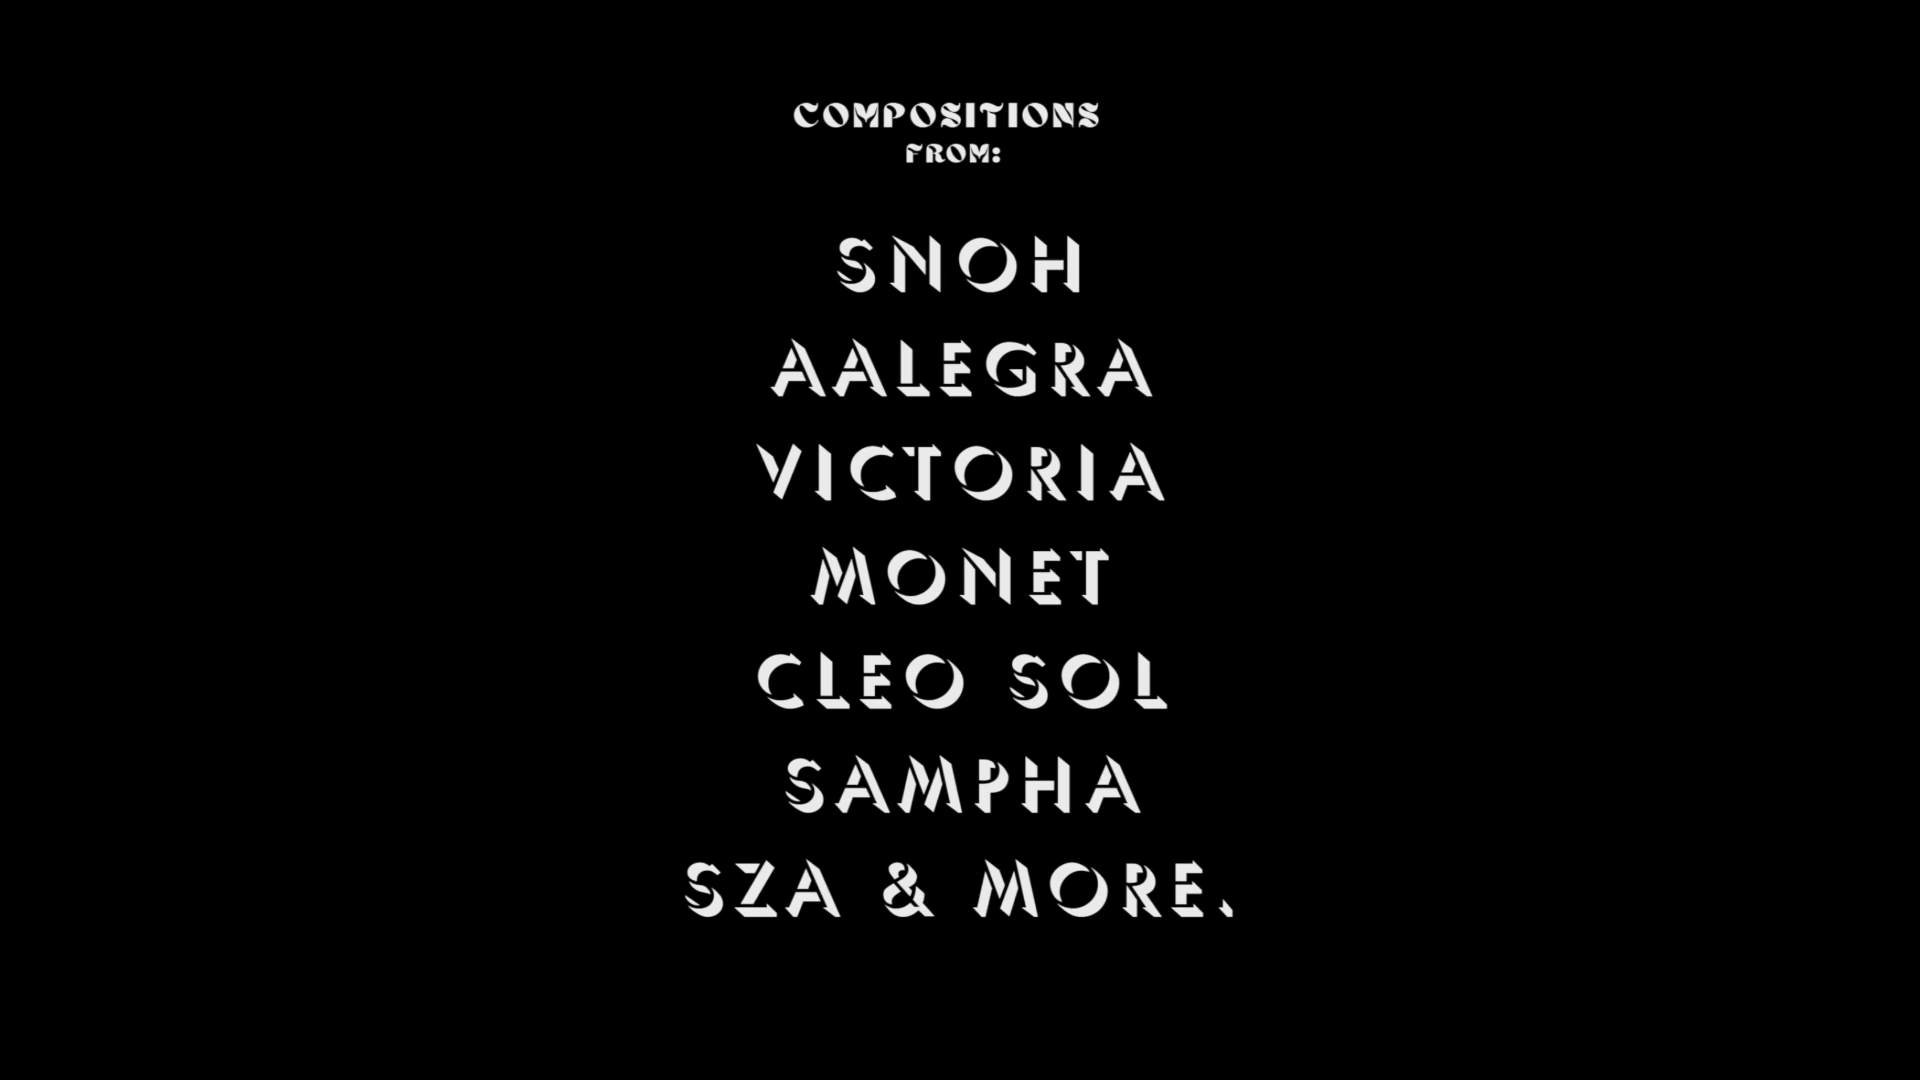 COMPOSITIONS
FROM:
SNOH
AALEGRA
VICTORIA
MONET
CLEO SOL
SAMPHA
SZA & MORE.